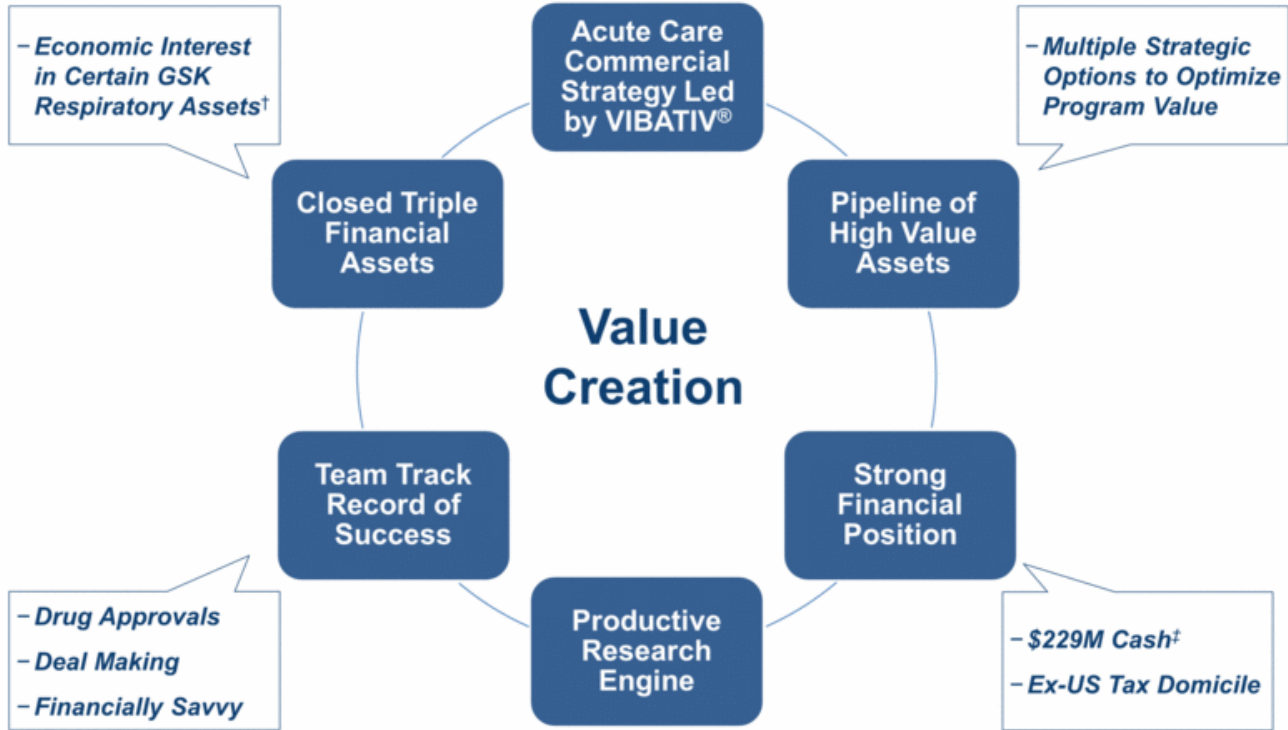 – Economic Interest
in Certain GSK
Respiratory Assets†
Acute Care
Commercial
Strategy Led
by VIBATIV®
– Multiple Strategic
Options to Optimize
Program Value
Closed Triple
Financial
Assets
Pipeline of
High Value
Assets
Value
Creation
Team Track
Record of
Success
Strong
Financial
Position
– Drug Approvals
– Deal Making
– Financially Savvy
Productive
Research
Engine
– $229M Cash‡
– Ex-US Tax Domicile